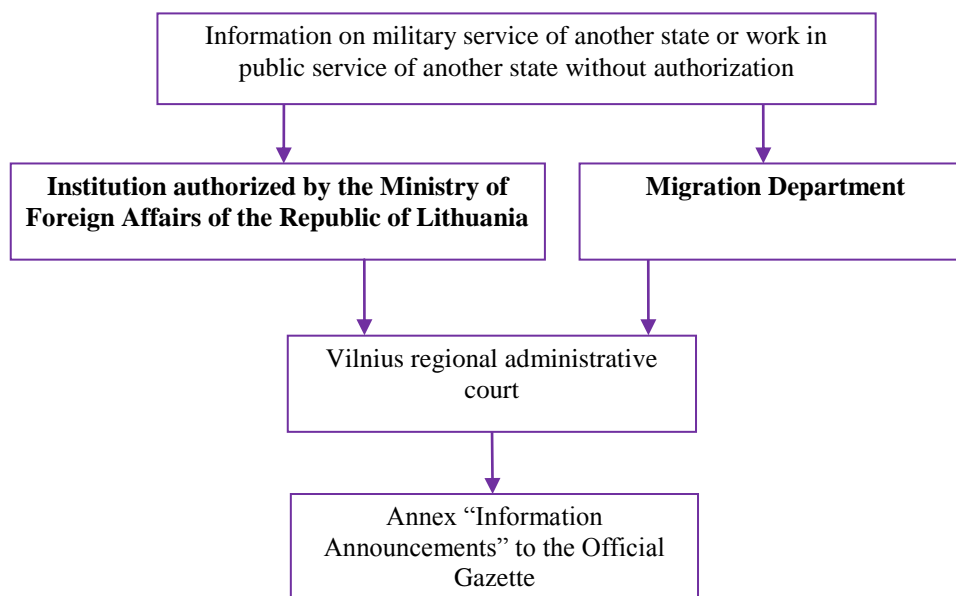 Information on military service of another state or work in
public service of another state without authorization
Institution authorized by the Ministry of
Foreign Affairs of the Republic of Lithuania
Migration Department
Vilnius regional administrative
court
Annex “Information
Announcements” to the Official
Gazette